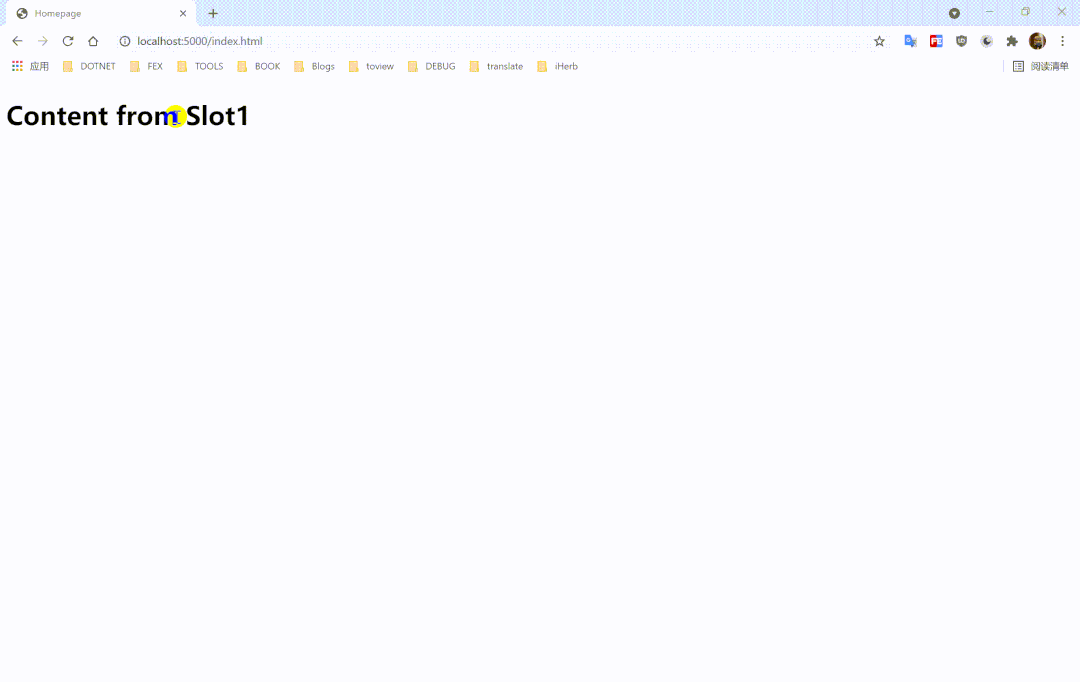 Homepage
localhost:5000/index.html
应用 DOTNET FEX TOOLS BOOK Blogs toview DEBUG translate iHerb 阅读清单
Content from Slot1